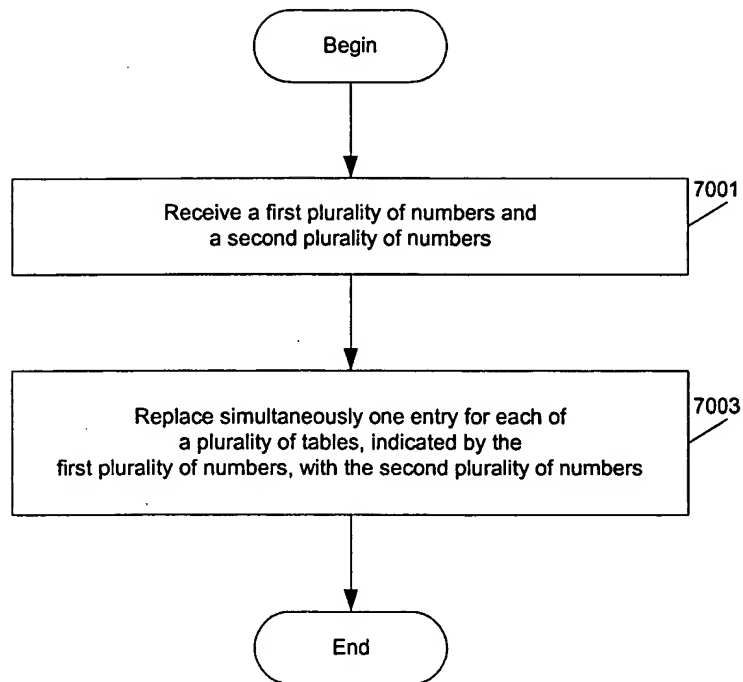 Begin
7001
Receive a first plurality of numbers and
a second plurality of numbers
7003
Replace simultaneously one entry for each of
a plurality of tables, indicated by the
first plurality of numbers, with the second plurality of numbers
End